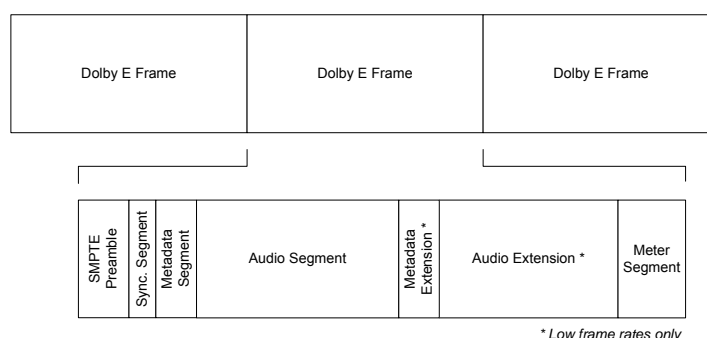 Dolby E Frame
Dolby E Frame
Dolby E Frame
SMPTE
Preamble
Sync. Segment
Metadata
Segment
Audio Segment
Metadata
Extension *
Audio Extension *
Meter
Segment
* Low frame rates only